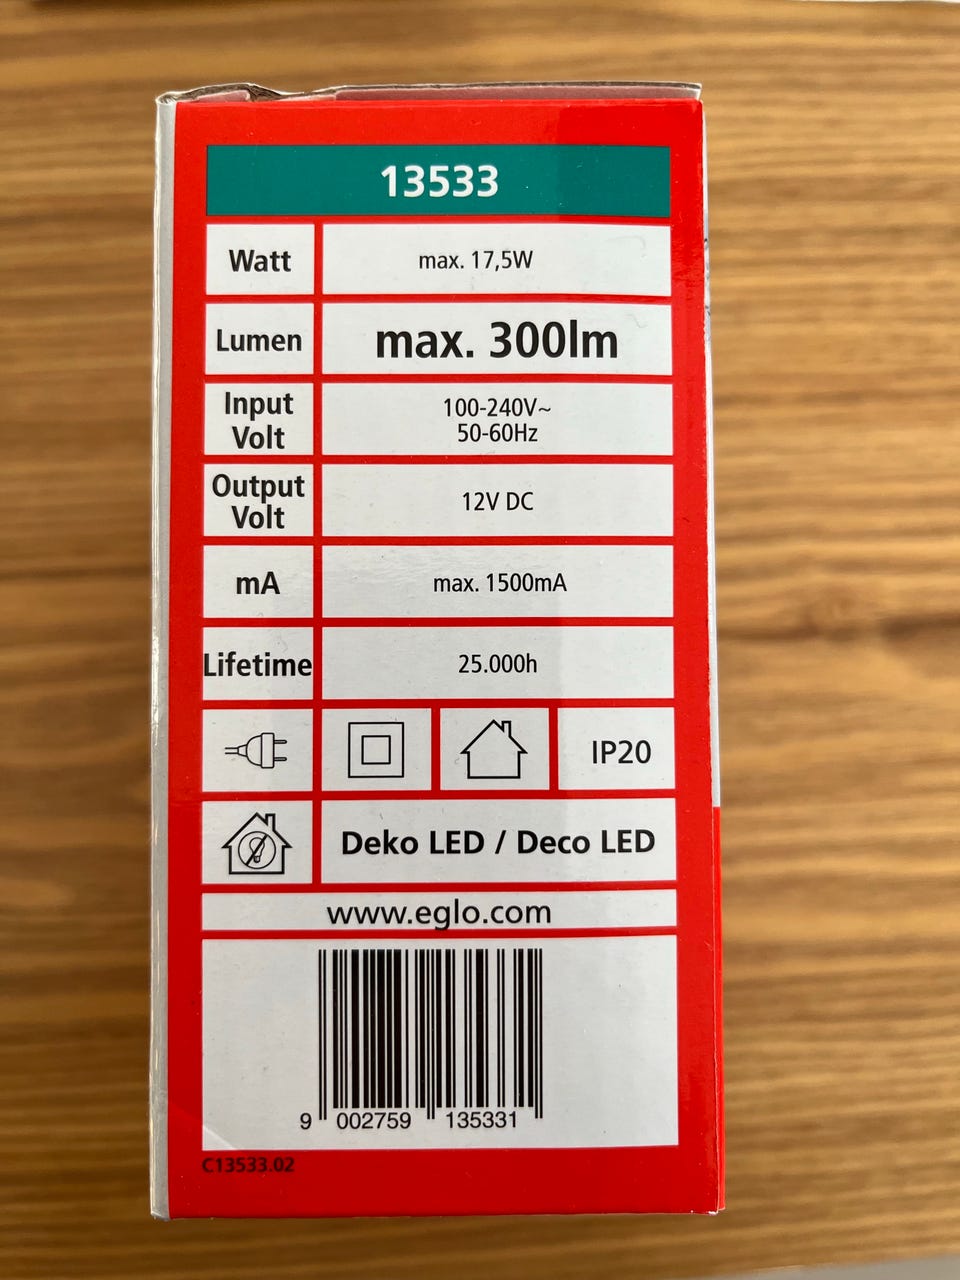 13533
Watt max. 17,5W
Lumen max. 300lm
Input
Volt
100-240V~
50-60Hz
Output
Volt
12V DC
mA max. 1500mA
Lifetime 25.000h
IP20
Deko LED / Deco LED
www.eglo.com
9 002759 135331
C13533.02